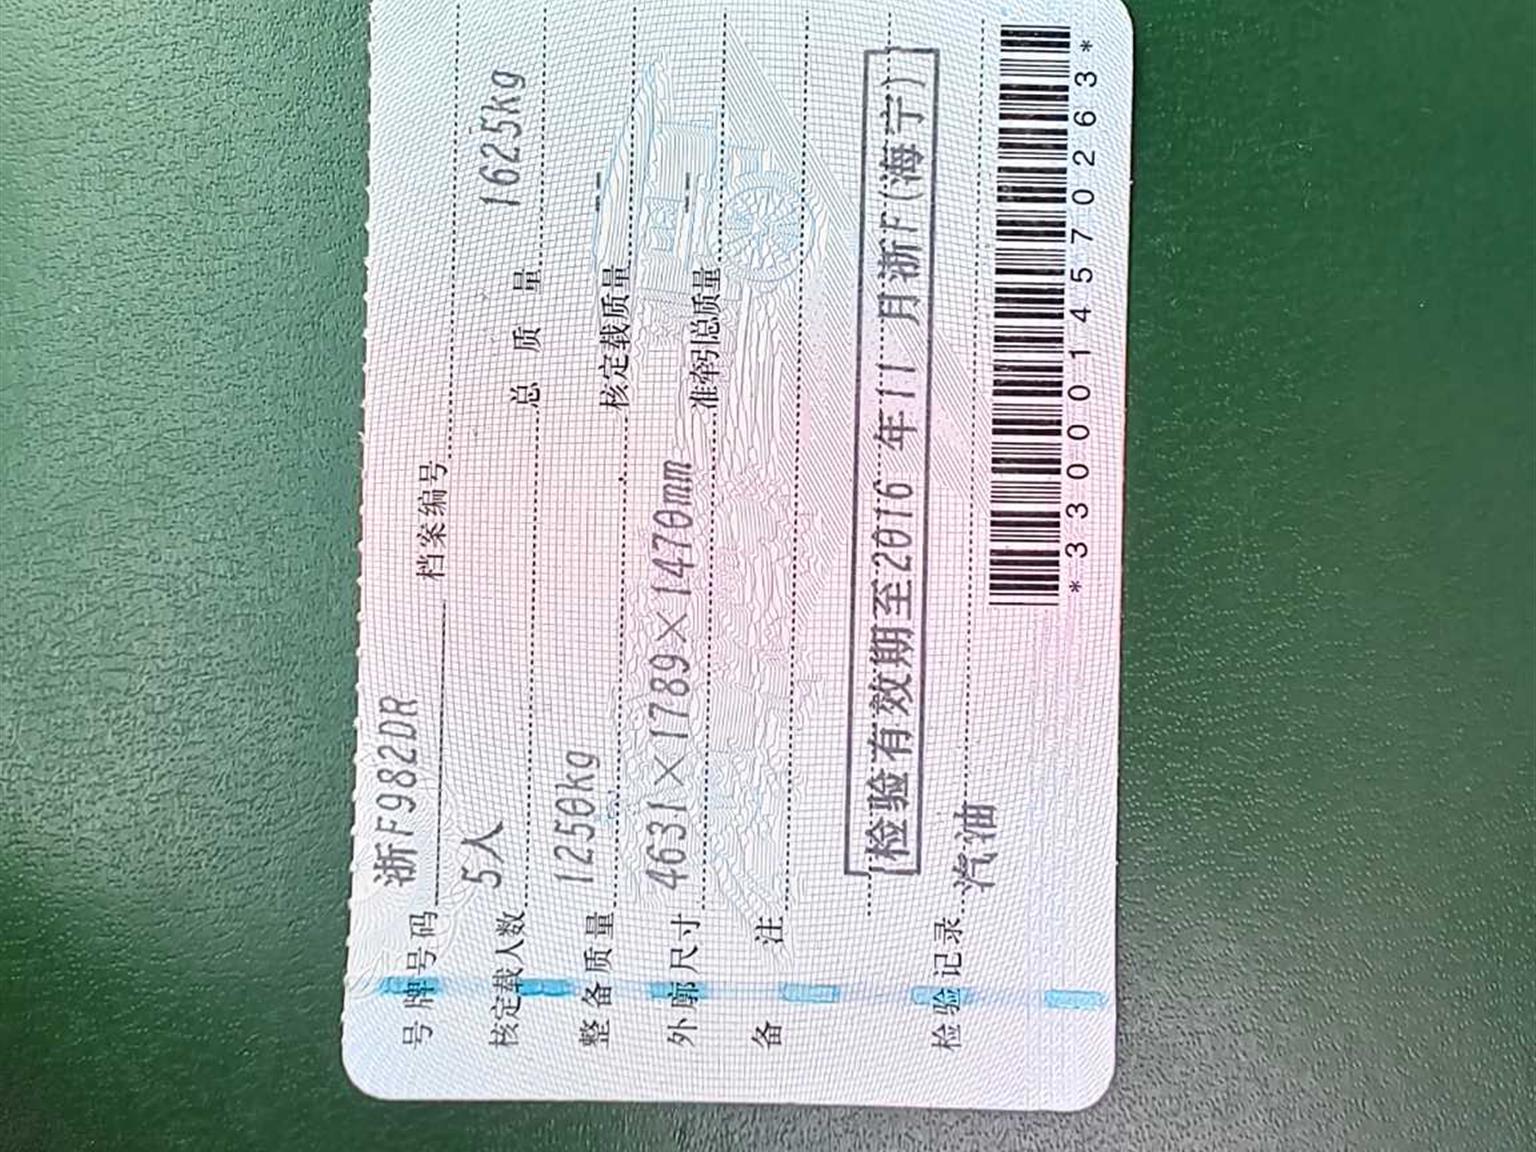 号牌号码 浙F982DR 档案编号
核定载人数 5人 总质量 1625kg
整备质量 1250kg 核定载质量 --
外廓尺寸 4631×1789×1470mm 准牵引总质量 --
备注
检验有效期至2016年11月浙F(海宁)
检验记录
汽油
*3300014570263*